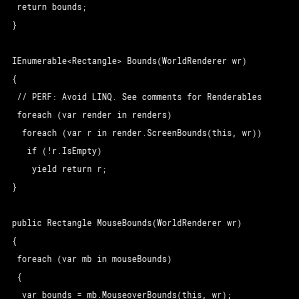 return bounds;
}
IEnumerable<Rectangle> Bounds(WorldRenderer wr)
{
// PERF: Avoid LINQ. See comments for Renderables
foreach (var render in renders)
foreach (var r in render.ScreenBounds(this, wr))
if (!r.IsEmpty)
yield return r;
}
public Rectangle MouseBounds(WorldRenderer wr)
{
foreach (var mb in mouseBounds)
{
var bounds = mb.MouseoverBounds(this, wr);